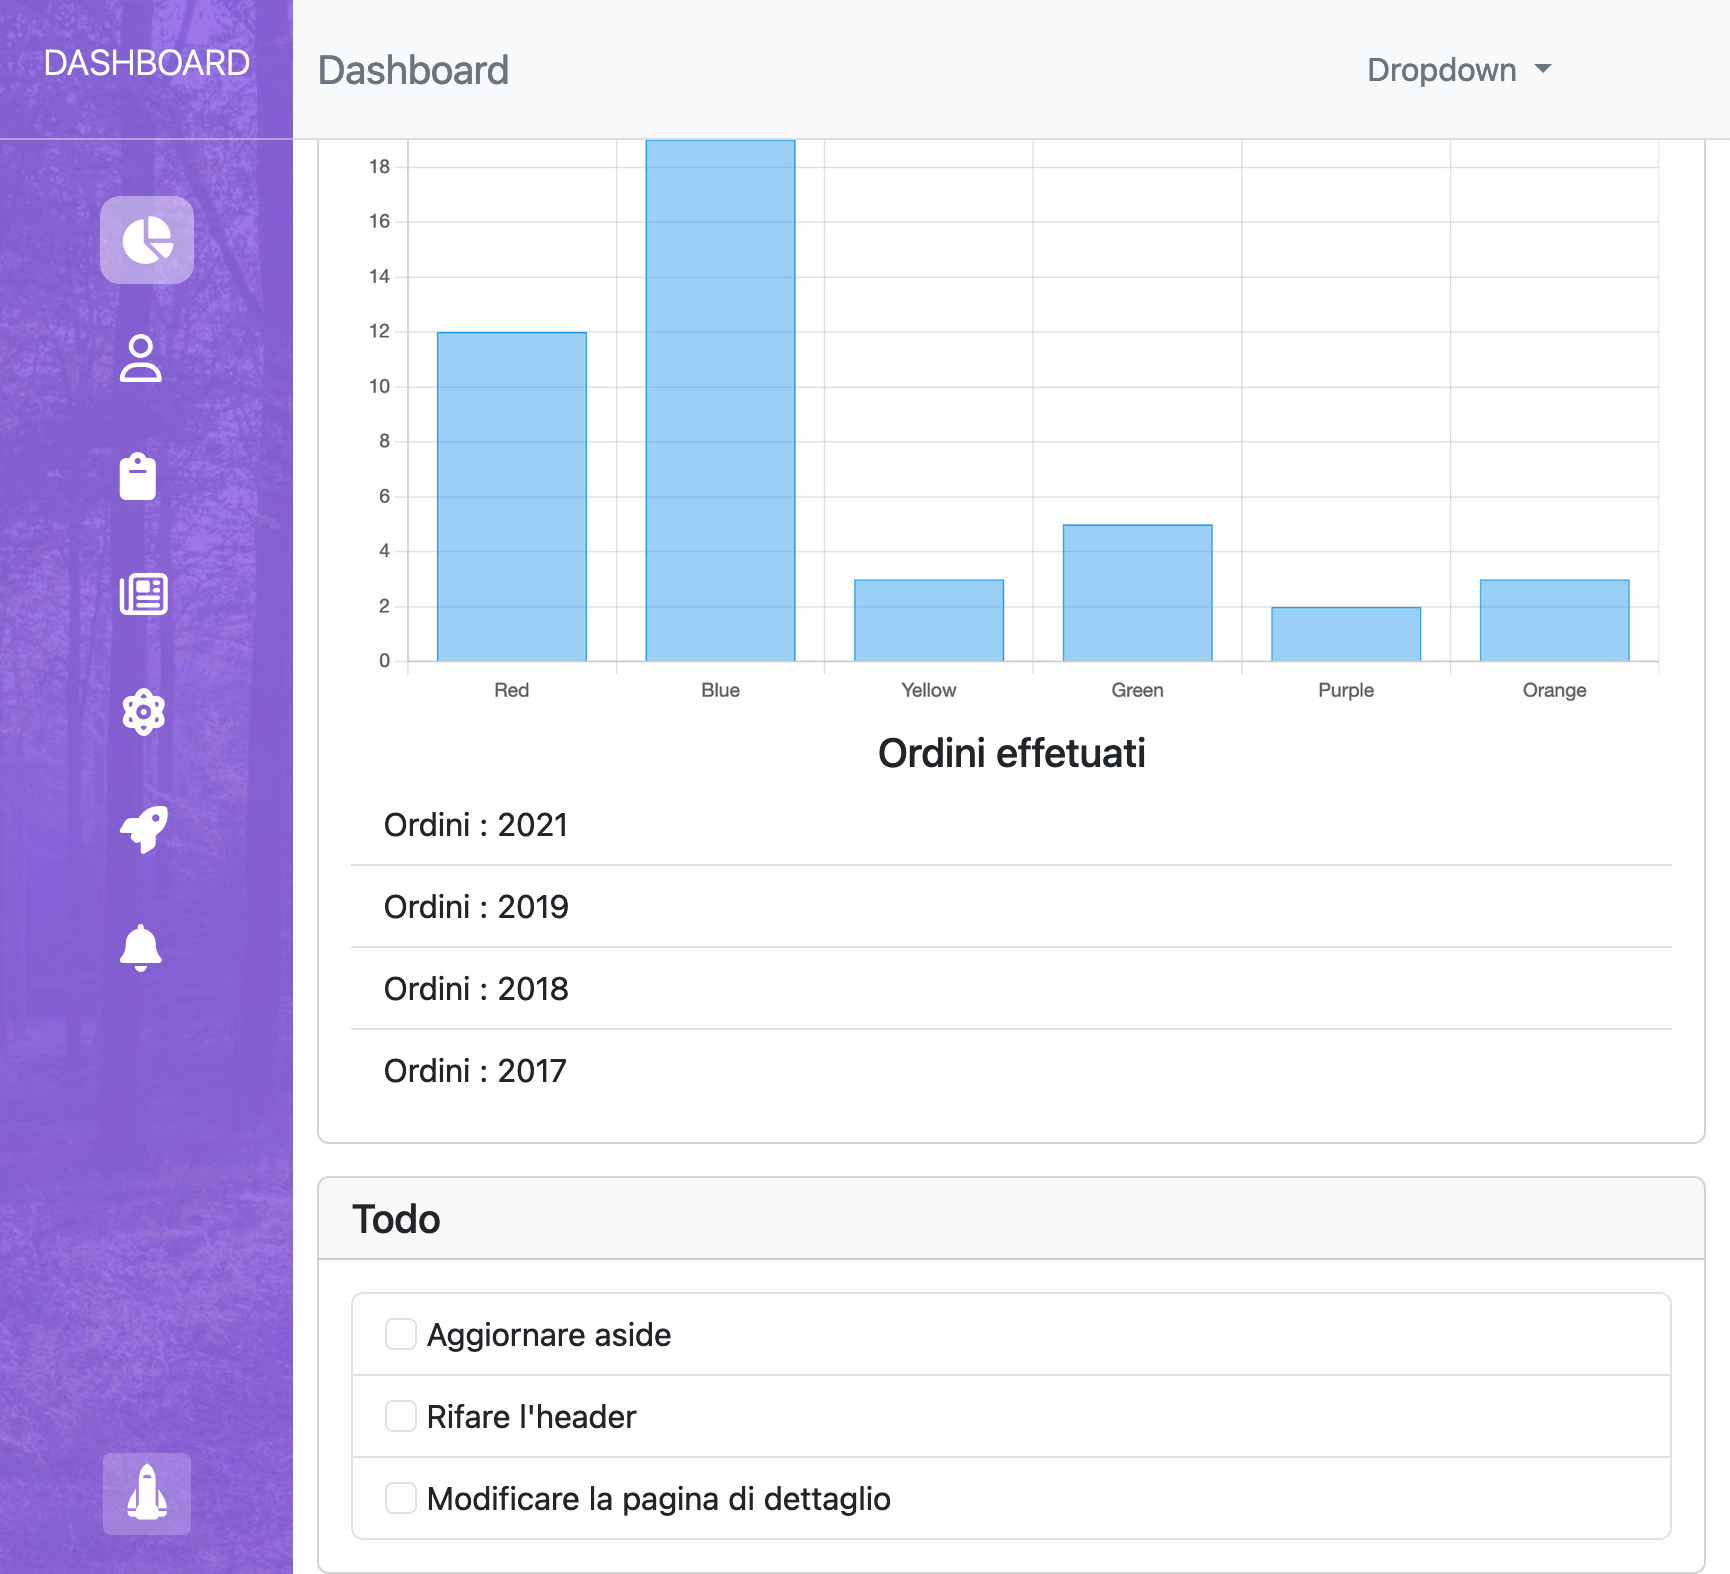 DASHBOARD
Dashboard
Dropdown
18
16
14
12
10
8
6
4
2
0
Red Blue Yellow Green Purple Orange
Ordini effetuati
Ordini : 2021
Ordini : 2019
Ordini : 2018
Ordini : 2017
Todo
Aggiornare aside
Rifare l'header
Modificare la pagina di dettaglio